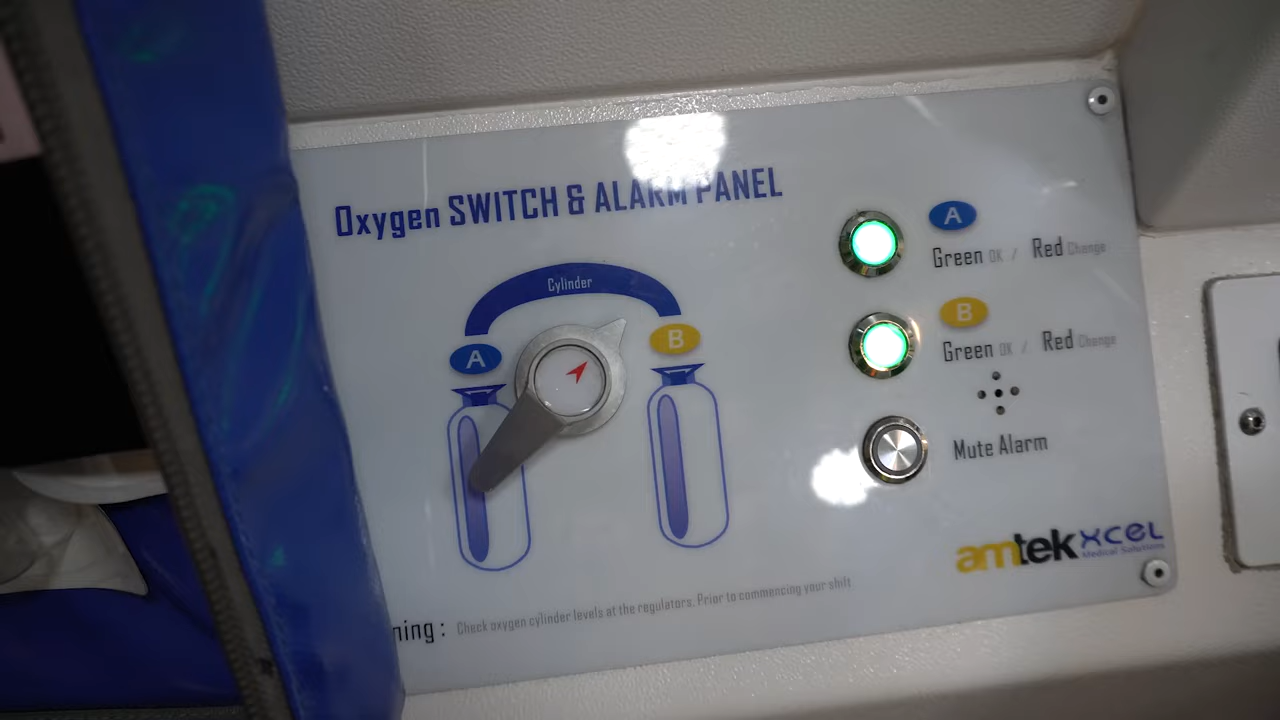 Oxygen SWITCH & ALARM PANEL
Cylinder
A
B
A
Green OK / Red Change
B
Green OK / Red Change
Mute Alarm
amtek xcel
Medical Solutions
ning : Check oxygen cylinder levels at the regulators. Prior to commencing your shift